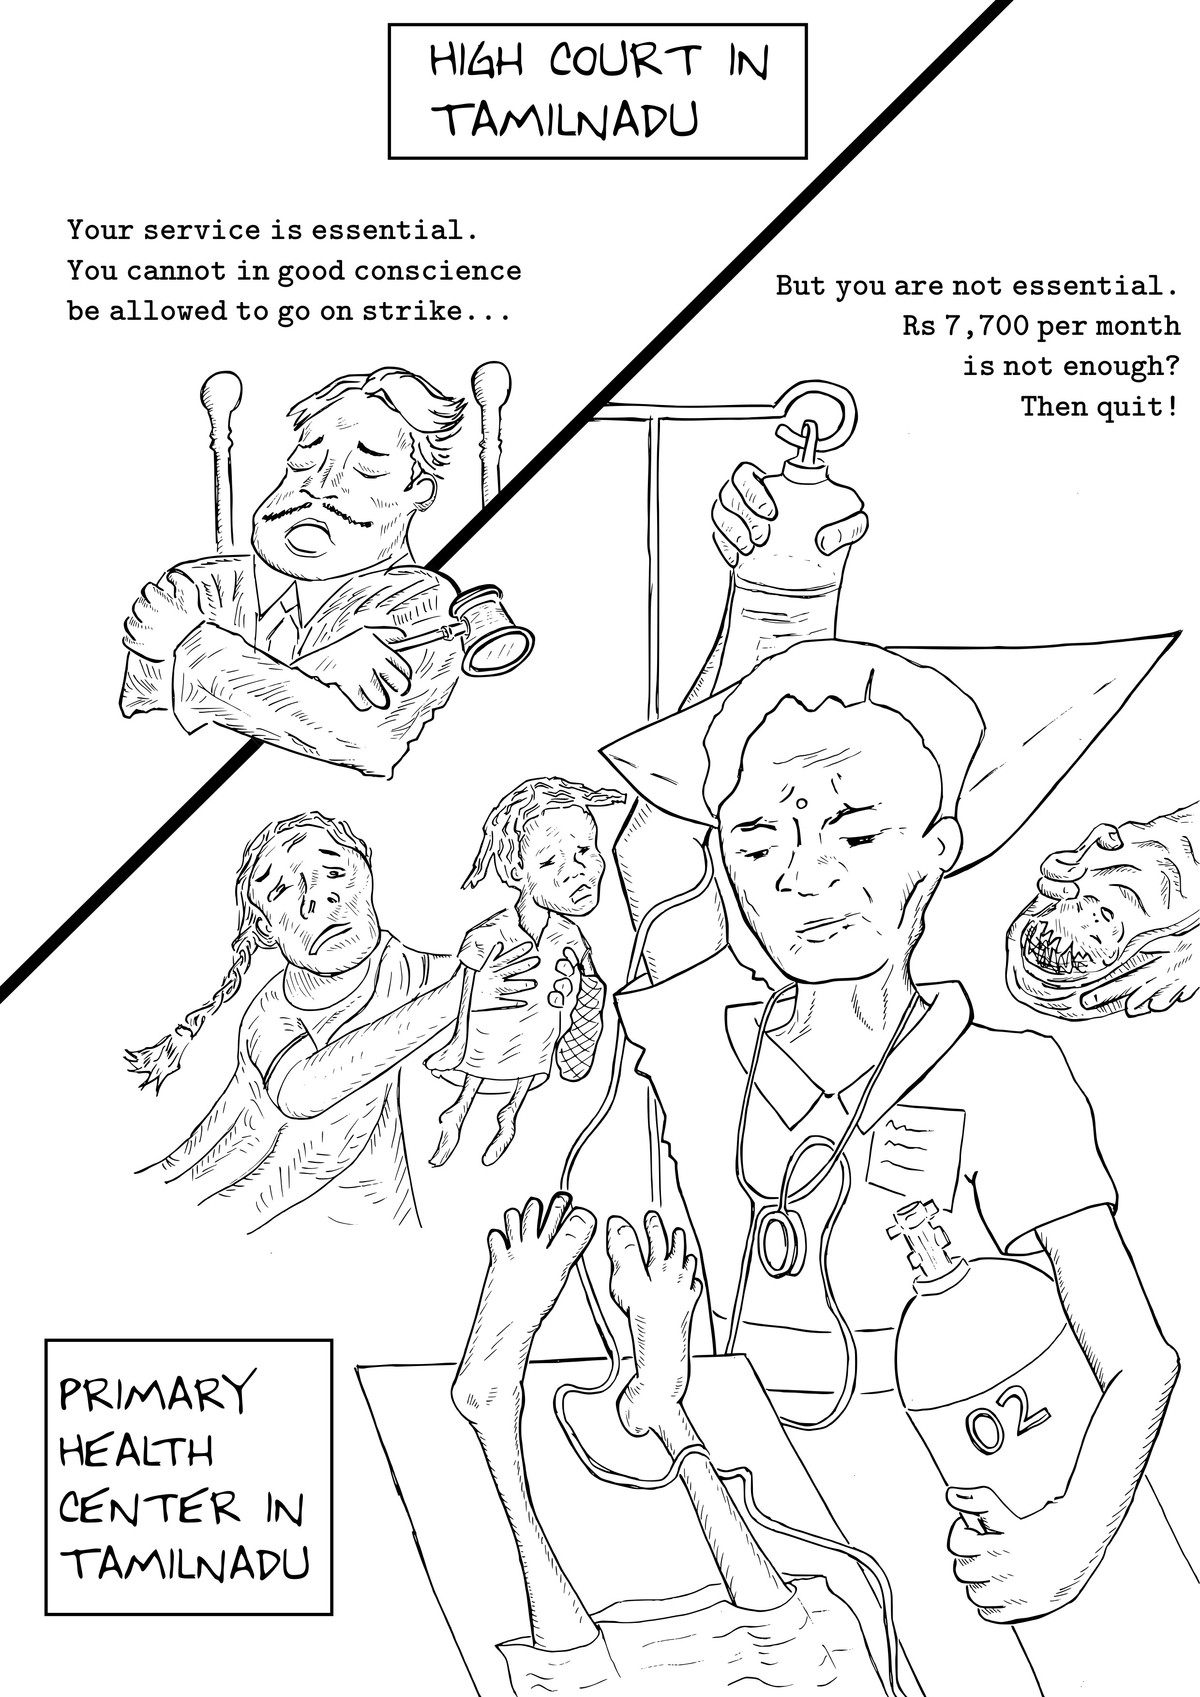 HIGH COURT IN
TAMILNADU
Your service is essential.
You cannot in good conscience
be allowed to go on strike...
But you are not essential.
Rs 7,700 per month
is not enough?
Then quit!
O2
PRIMARY
HEALTH
CENTER IN
TAMILNADU